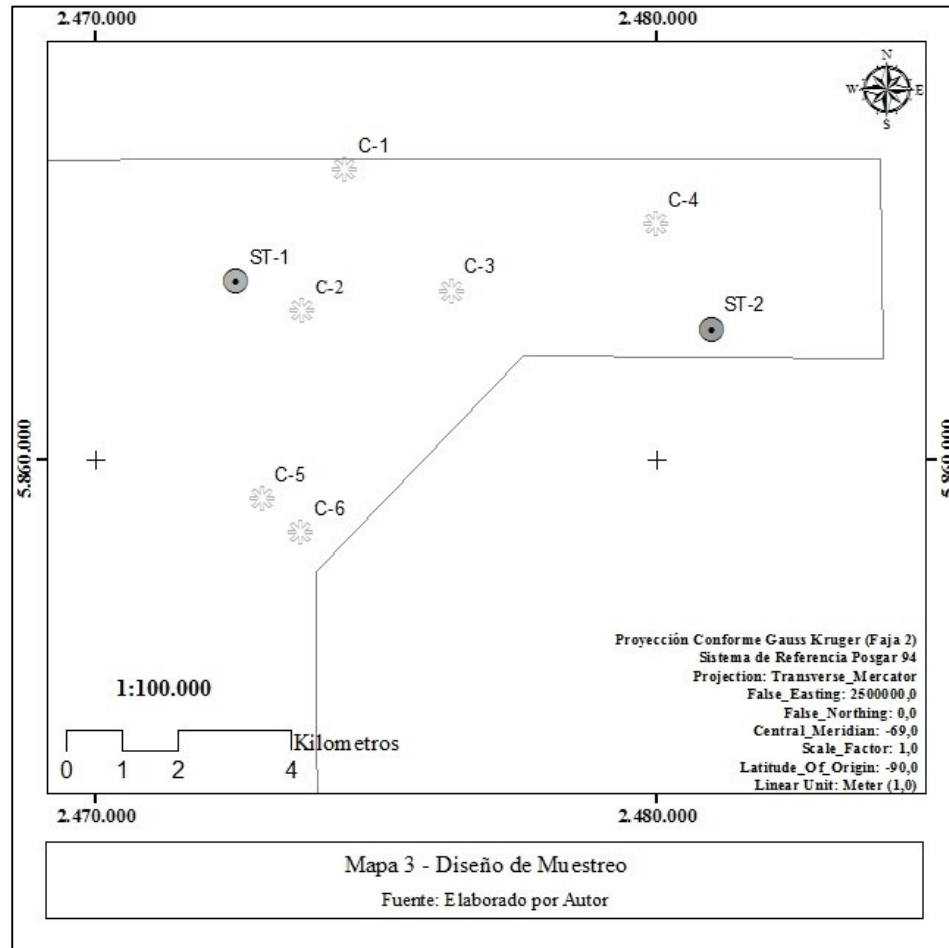 2.470.000 2.480.000
N
W E
S
C-1
C-4
ST-1
C-3
C-2
ST-2
5.860.000 5.860.000
C-5
C-6
Proyección Conforme Gauss Kruger (Faja 2)
Sistema de Referencia Posgar 94
Projection: Transverse_Mercator
False_Easting: 2500000,0
False_Northing: 0,0
Central_Meridian: -69,0
Scale_Factor: 1,0
Latitude_Of_Origin: -90,0
Linear Unit: Meter (1,0)
1:100.000
Kilometros
0 1 2 4
2.470.000 2.480.000
Mapa 3 - Diseño de Muestreo
Fuente: Elaborado por Autor